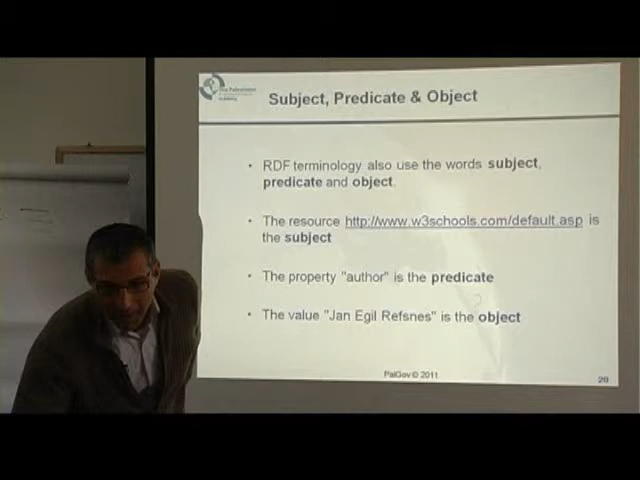 Subject, Predicate & Object
RDF terminology also use the words subject,
predicate and object.
The resource http://www.w3schools.com/default.asp is
the subject
The property "author" is the predicate
The value "Jan Egil Refsnes" is the object
PalGov © 2011
20